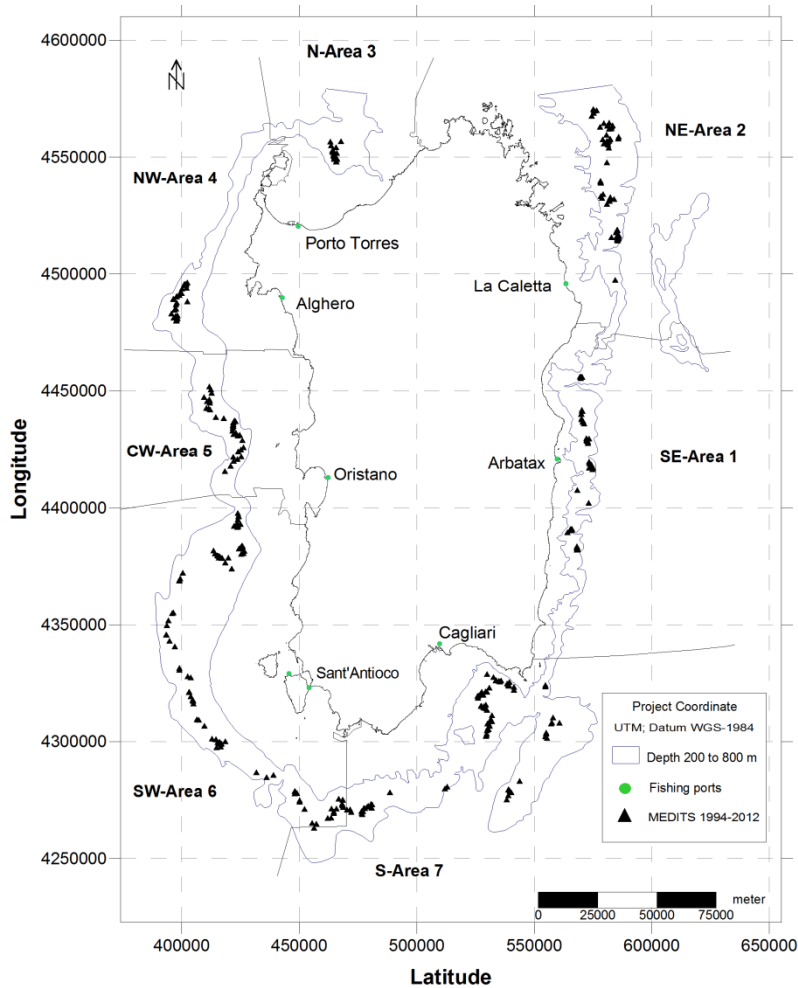 N-Area 3
4600000
N
NE-Area 2
4550000
NW-Area 4
Porto Torres
4500000
La Caletta
Alghero
4450000
CW-Area 5
Arbatax
SE-Area 1
Oristano
4400000
Longitude
4350000
Cagliari
Sant'Antioco
Project Coordinate
UTM; Datum WGS-1984
Depth 200 to 800 m
Fishing ports
MEDITS 1994-2012
4300000
SW-Area 6
4250000
S-Area 7
meter
0 25000 50000 75000
400000 450000 500000 550000 600000 650000
Latitude